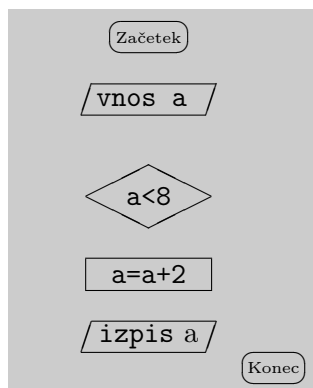 Začetek
vnos a
a<8
a=a+2
izpis a
Konec